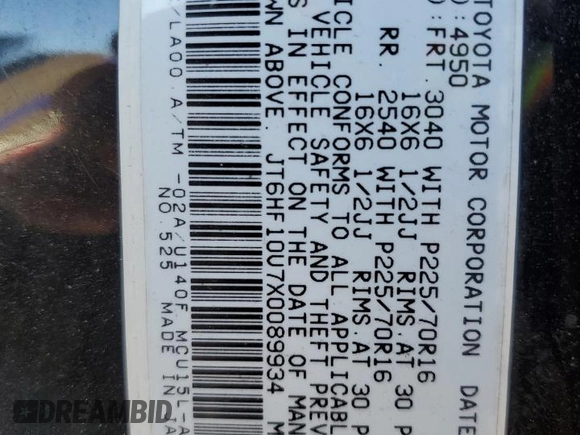 TOYOTA MOTOR CORPORATION DATE
): 4950
): FRT. 3040 WITH P225/70R16
16X6 1/2JJ RIMS.AT 30 P
RR. 2540 WITH P225/70R16
16X6 1/2JJ RIMS.AT 30 P
ICLE CONFORMS TO ALL APPLICABL
VEHICLE SAFETY AND THEFT PREV
S IN EFFECT ON THE DATE OF MAN
WN ABOVE. JT6HF10U7X0089934 M
/LA00 .A/TM -02A/U140F MCU15L-A
NO.525 MADE IN
DREAMBID